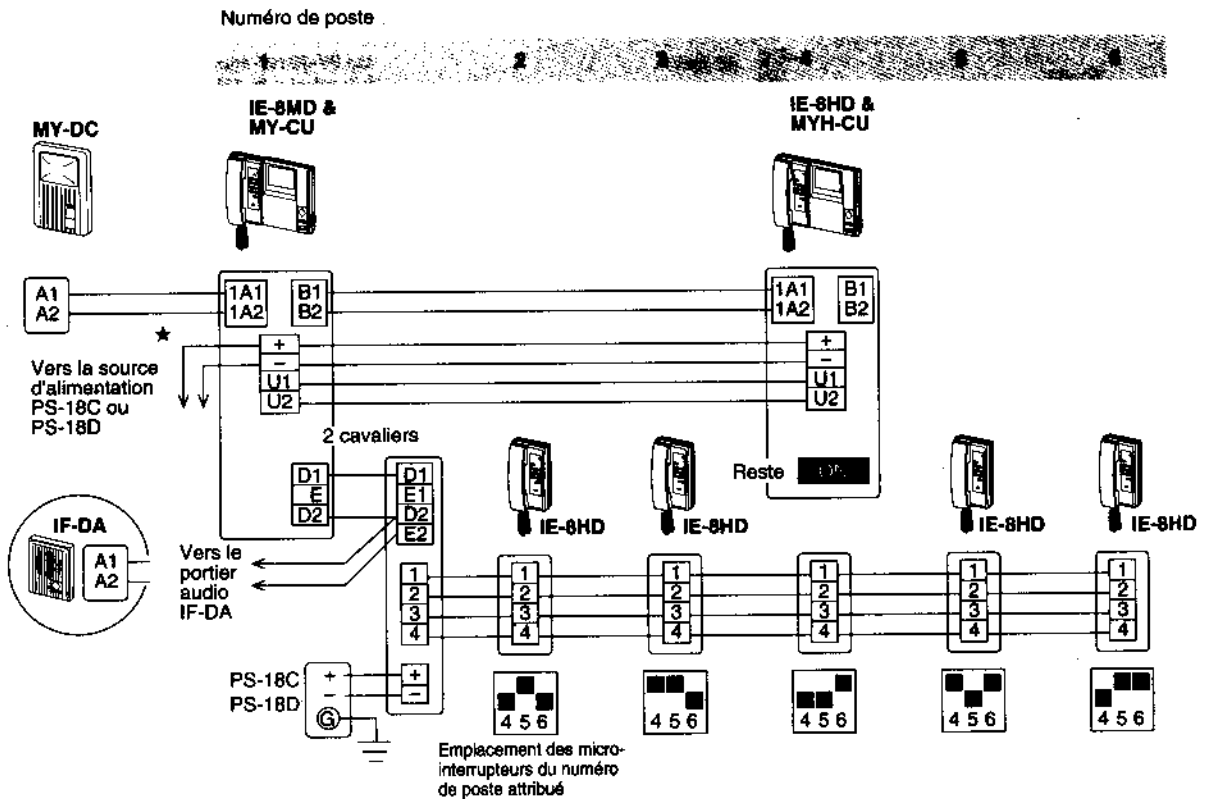 Numéro de poste
1 2 3 4 5 6
IE-8MD &
MY-CU
IE-8HD &
MYH-CU
MY-DC
A1
A2
1A1
1A2
B1
B2
1A1
1A2
B1
B2
★
+
−
U1
U2
+
−
U1
U2
Vers la source
d'alimentation
PS-18C ou
PS-18D
2 cavaliers
D1
E
D2
D1
E1
D2
E2
Reste ON
IE-8HD
IE-8HD
IE-8HD
IE-8HD
IF-DA
A1
A2
Vers le
portier
audio
IF-DA
1
2
3
4
1
2
3
4
1
2
3
4
1
2
3
4
1
2
3
4
1
2
3
4
PS-18C
PS-18D
+
−
G
+
−
4 5 6
4 5 6
4 5 6
4 5 6
4 5 6
Emplacement des micro-
interrupteurs du numéro
de poste attribué